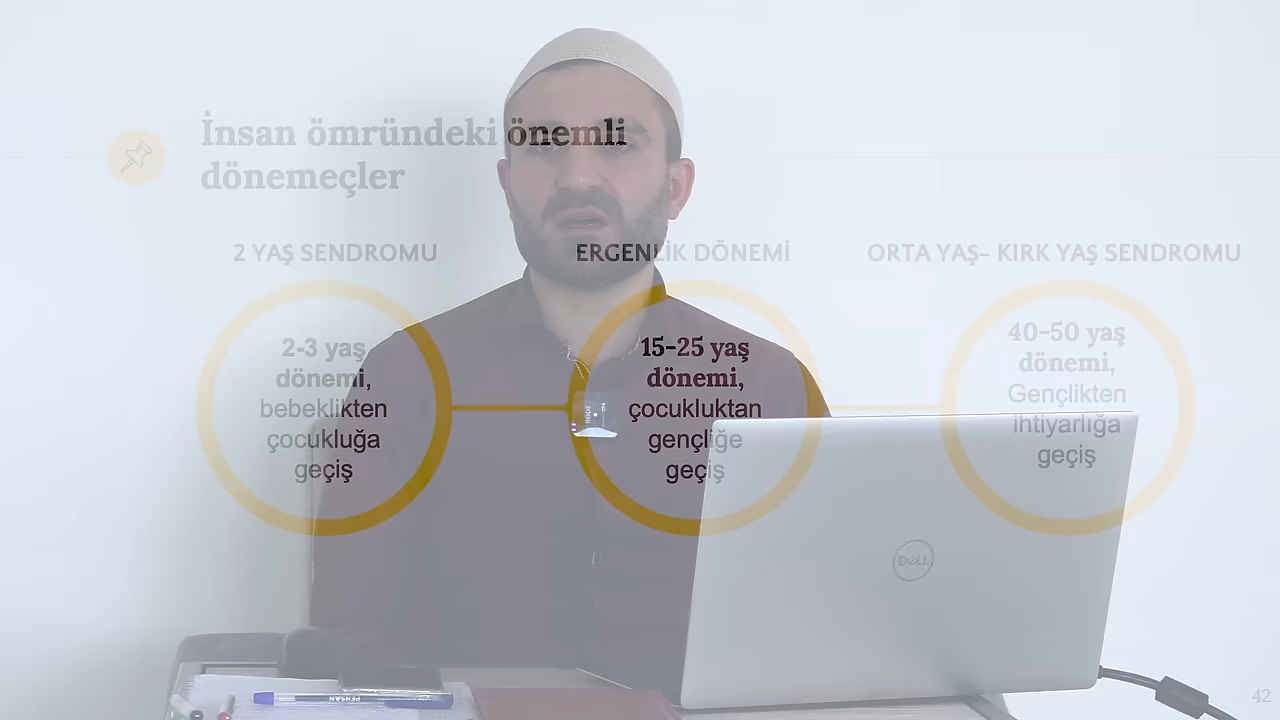 İnsan ömründeki önemli
dönemeçler
2 YAŞ SENDROMU
2-3 yaş
dönemi,
bebeklikten
çocukluğa
geçiş
ERGENLİK DÖNEMİ
15-25 yaş
dönemi,
çocukluktan
gençliğe
geçiş
ORTA YAŞ- KIRK YAŞ SENDROMU
40-50 yaş
dönemi,
Gençlikten
ihtiyarlığa
geçiş
DELL
PENSAN
42